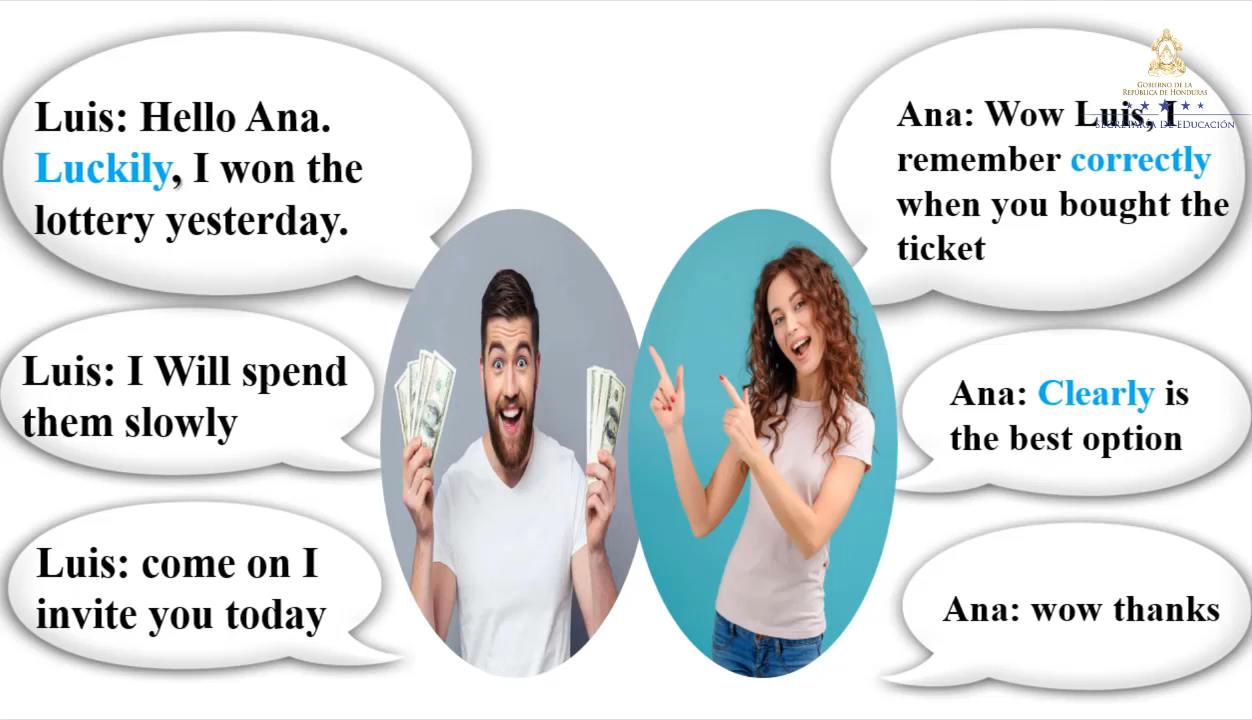 Luis: Hello Ana.
Luckily, I won the
lottery yesterday.
Ana: Wow Luis, I
remember correctly
when you bought the
ticket
Luis: I Will spend
them slowly
Ana: Clearly is
the best option
Luis: come on I
invite you today
Ana: wow thanks
GOBIERNO DE LA
REPÚBLICA DE HONDURAS
SECRETARÍA DE EDUCACIÓN